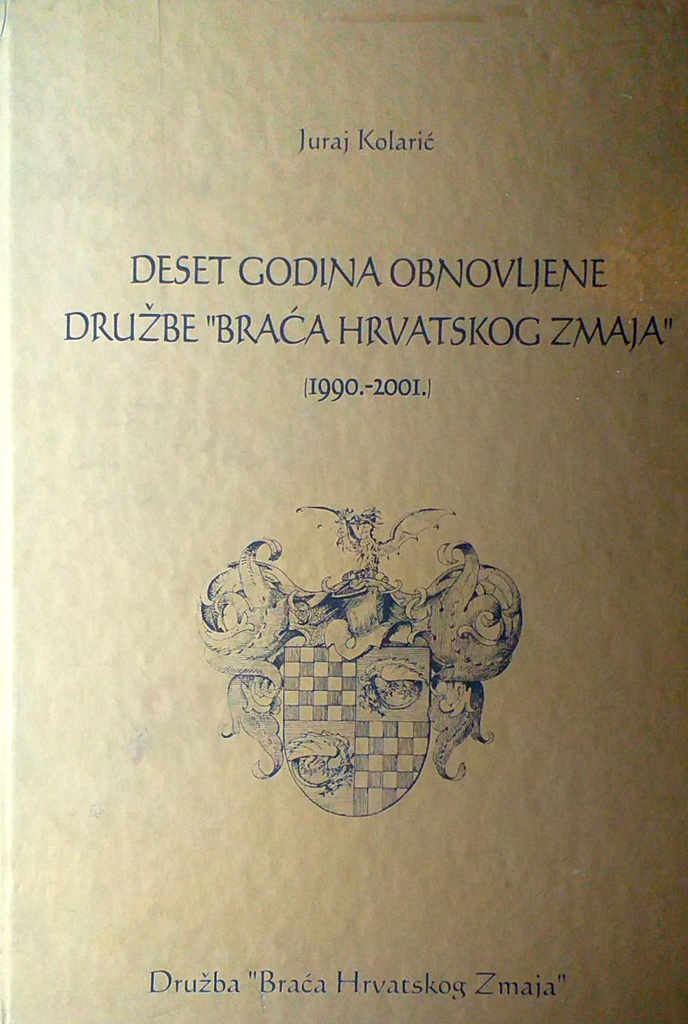 Juraj Kolarić
DESET GODINA OBNOVLJENE
DRUŽBE "BRAĆA HRVATSKOG ZMAJA"
(1990.-2001.)
Družba "Braća Hrvatskog Zmaja"